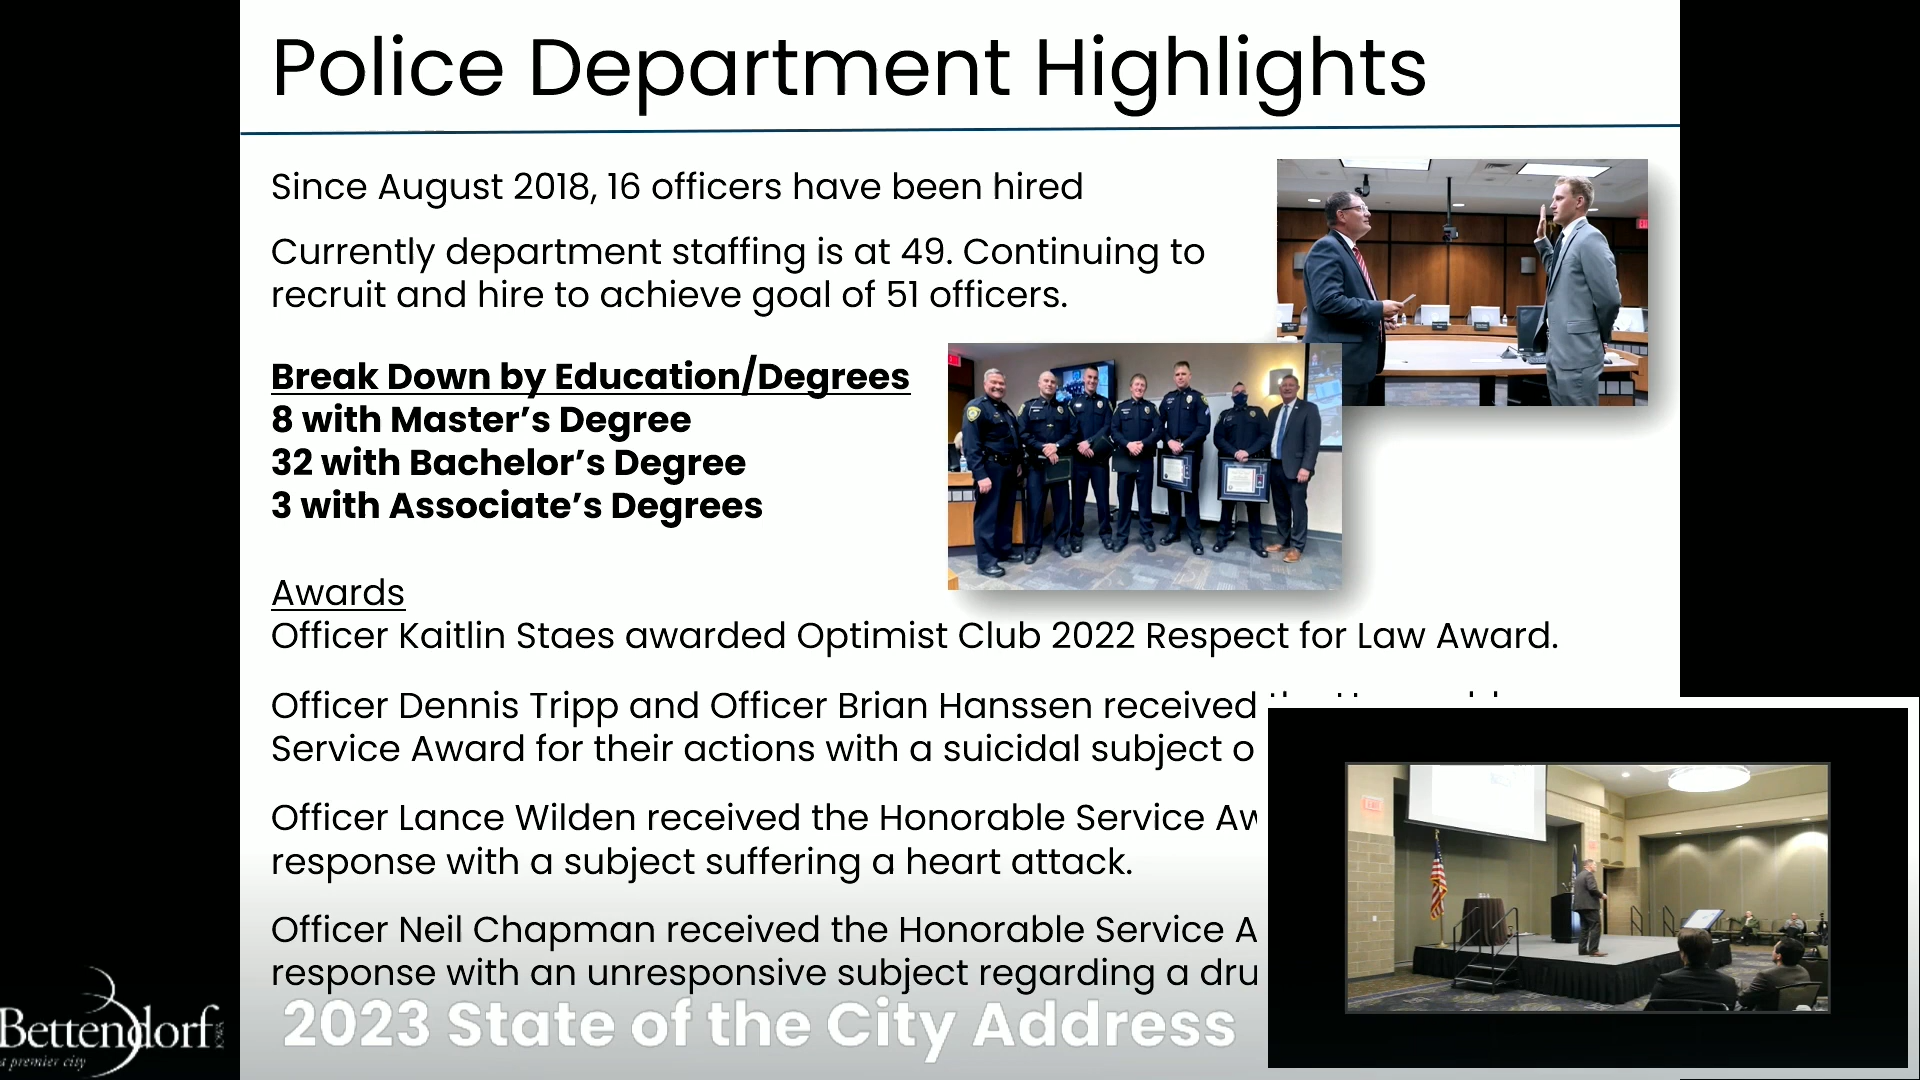 Police Department Highlights
Since August 2018, 16 officers have been hired
Currently department staffing is at 49. Continuing to
recruit and hire to achieve goal of 51 officers.
Break Down by Education/Degrees
8 with Master’s Degree
32 with Bachelor’s Degree
3 with Associate’s Degrees
Awards
Officer Kaitlin Staes awarded Optimist Club 2022 Respect for Law Award.
Officer Dennis Tripp and Officer Brian Hanssen received
Service Award for their actions with a suicidal subject
Officer Lance Wilden received the Honorable Service
response with a subject suffering a heart attack.
Officer Neil Chapman received the Honorable Service
response with an unresponsive subject regarding a
2023 State of the City Address
Bettendorf
a premier city